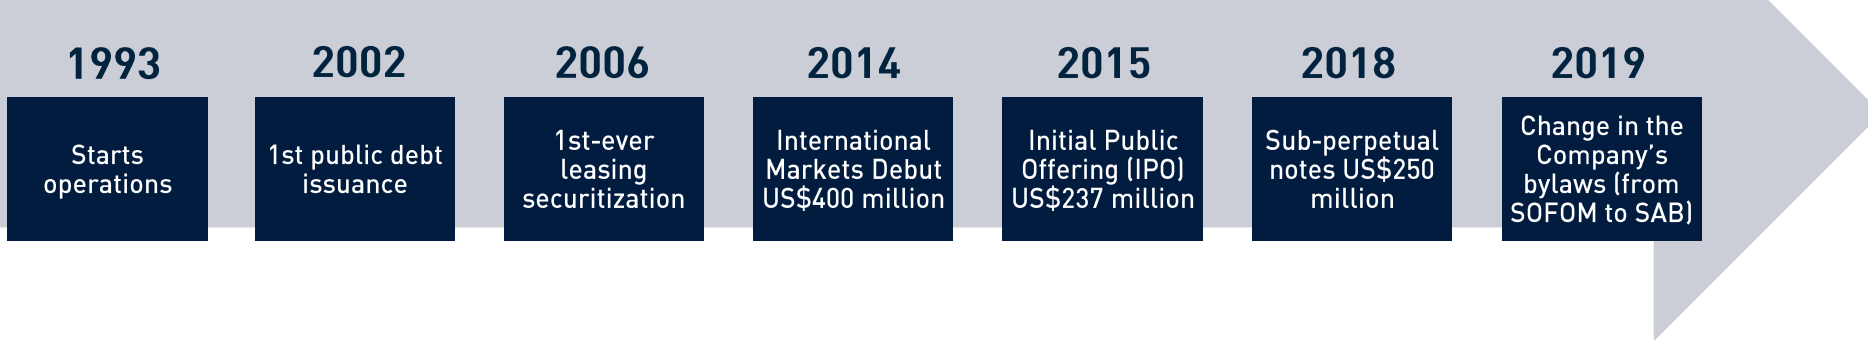 1993
Starts
operations
2002
1st public debt
issuance
2006
1st-ever
leasing
securitization
2014
International
Markets Debut
US$400 million
2015
Initial Public
Offering (IPO)
US$237 million
2018
Sub-perpetual
notes US$250
million
2019
Change in the
Company's
bylaws (from
SOFOM to SAB)